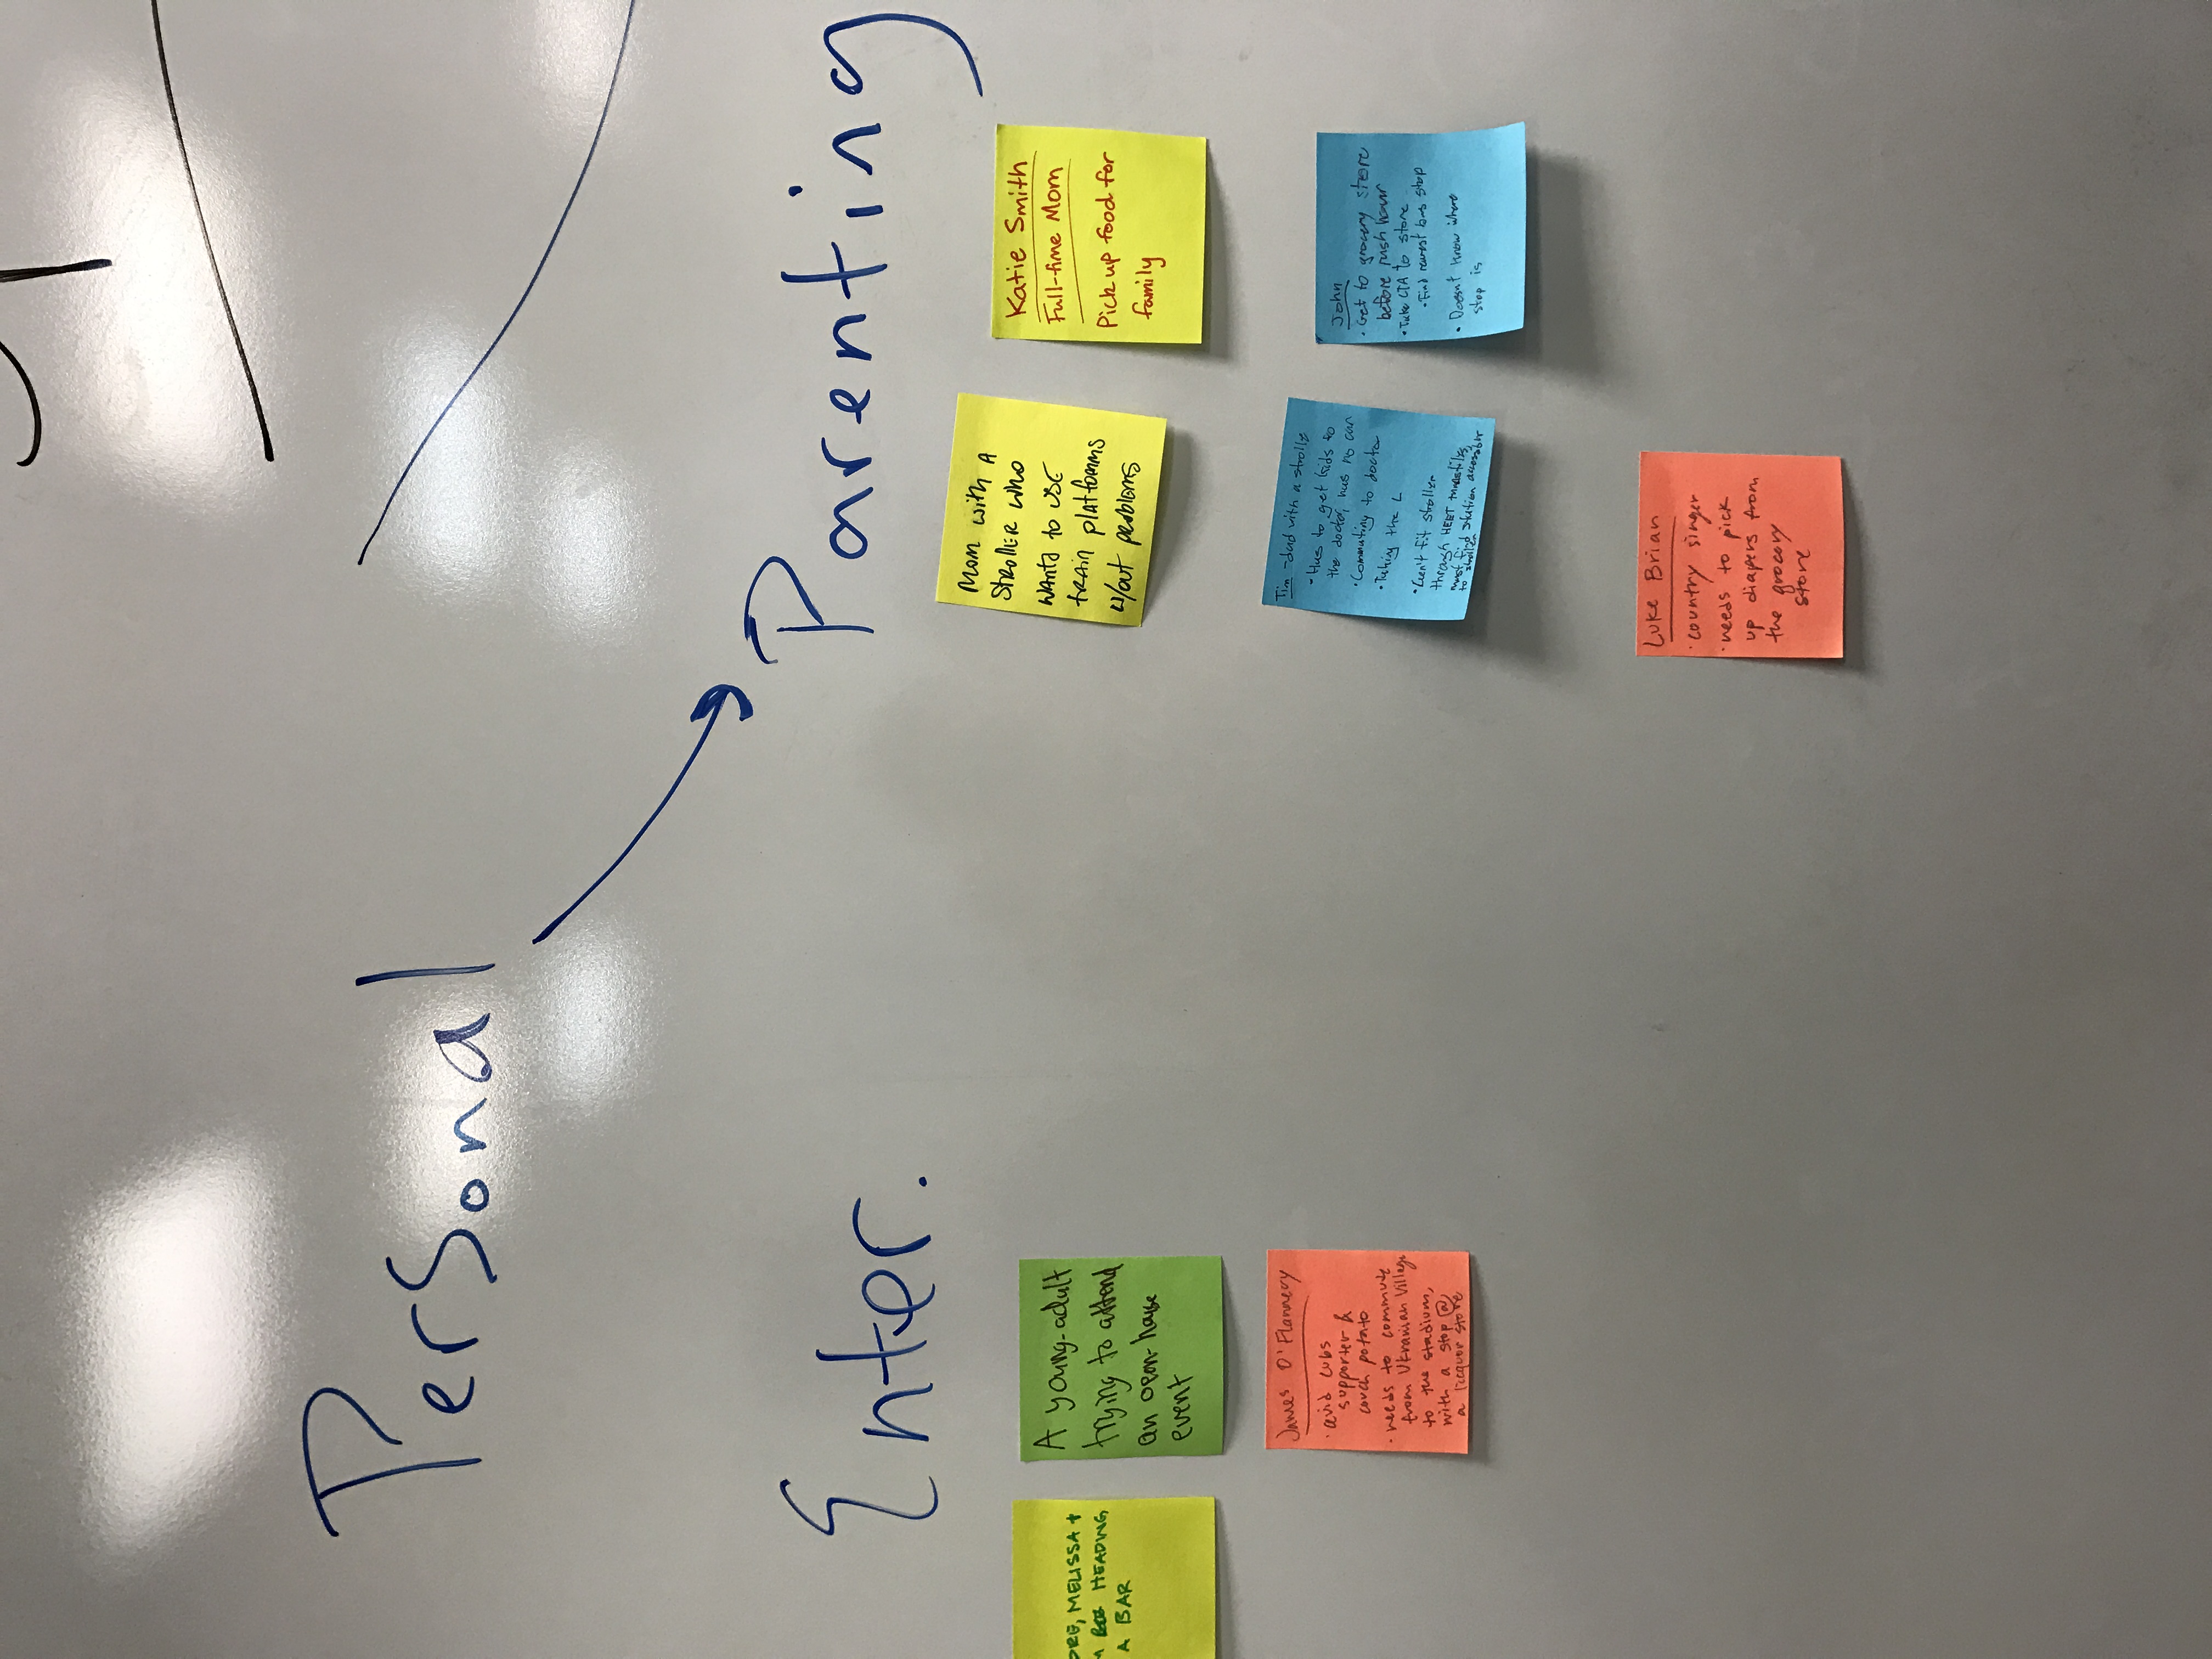 Personal
Enter.
Parenting
MELISSA +
HEADING
A BAR
A young-adult
trying to attend
an open-house
event
James O'Flannery
• avid cubs
supporter &
couch potato
• needs to commute
from Ukranian Village
to the stadium,
with a stop @
a licquor store
Mom with A
Stroller who
wants to use
train platforms
w/out problems
Katie Smith
Full-time Mom
Pick up food for
family
Tim - dad with a strolle
• Has to get kids to
the doctor, has no car
• Commuting to doctor
• Taking the L
• Can't fit stroller
through HEET turnstiles,
must find station accessible
to stroller
John
• Get to grocery store
before rush hour
• Take CTA to store
• Find nearest bus stop
• Doesn't know where
stop is
Luke Brian
• country singer
• needs to pick
up diapers from
the grocery
store